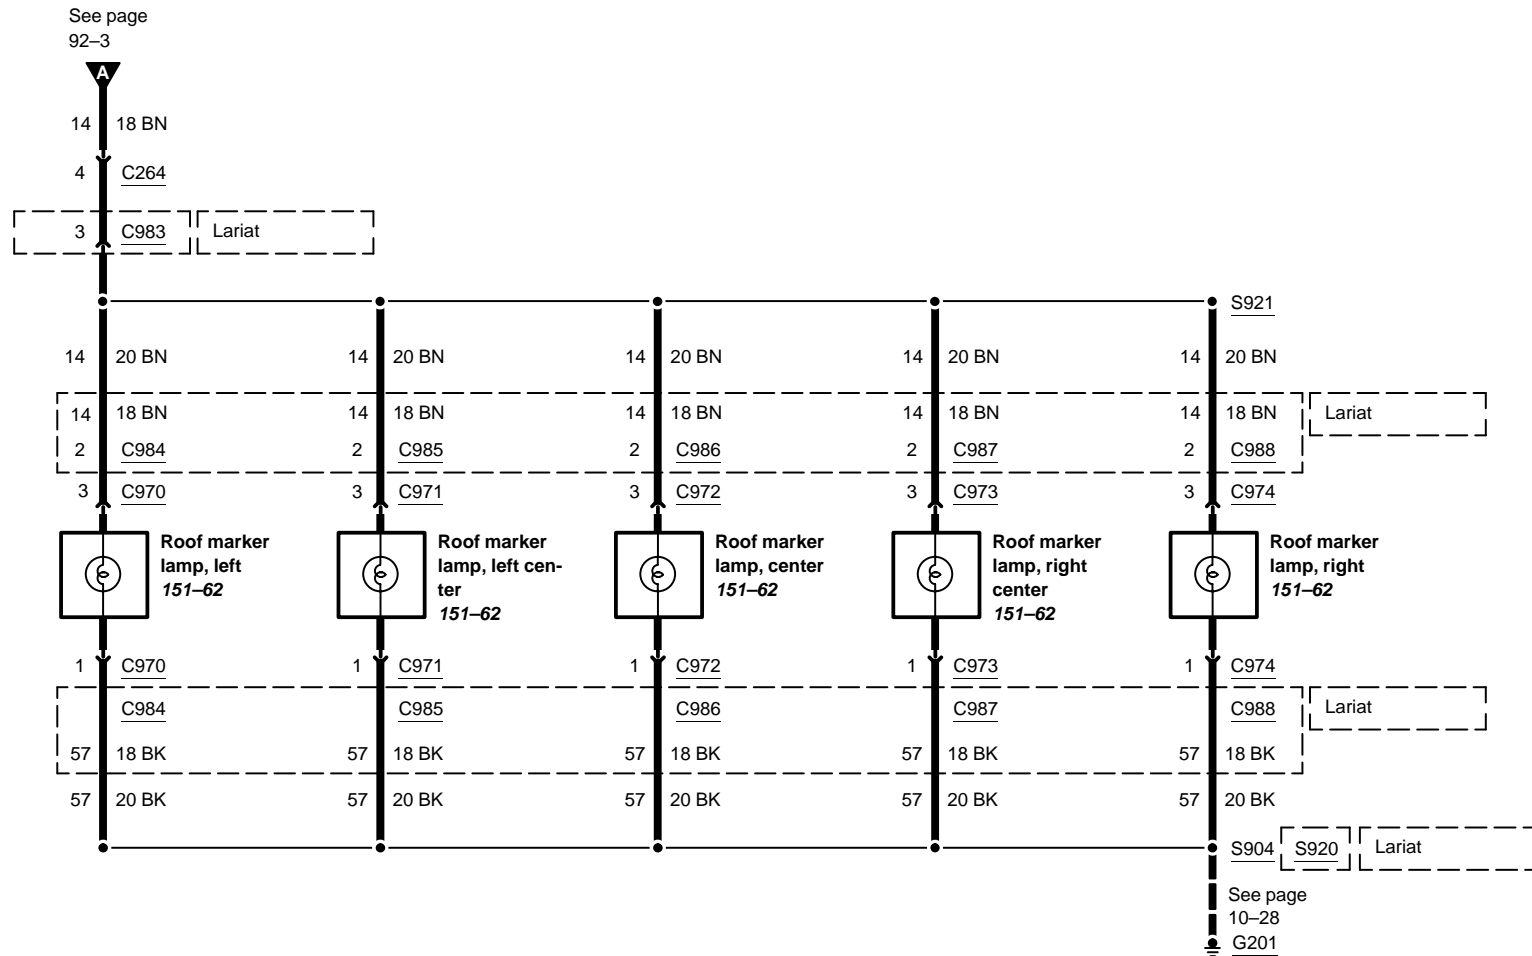 See page
92–3
A
14 18 BN
4 C264
3 C983 Lariat
S921
14 20 BN 14 20 BN 14 20 BN 14 20 BN 14 20 BN
14 18 BN 14 18 BN 14 18 BN 14 18 BN 14 18 BN Lariat
2 C984 2 C985 2 C986 2 C987 2 C988
3 C970 3 C971 3 C972 3 C973 3 C974
Roof marker
lamp, left
151–62
Roof marker
lamp, left cen-
ter
151–62
Roof marker
lamp, center
151–62
Roof marker
lamp, right
center
151–62
Roof marker
lamp, right
151–62
1 C970 1 C971 1 C972 1 C973 1 C974
C984 C985 C986 C987 C988 Lariat
57 18 BK 57 18 BK 57 18 BK 57 18 BK 57 18 BK
57 20 BK 57 20 BK 57 20 BK 57 20 BK 57 20 BK
S904 S920 Lariat
See page
10–28
G201